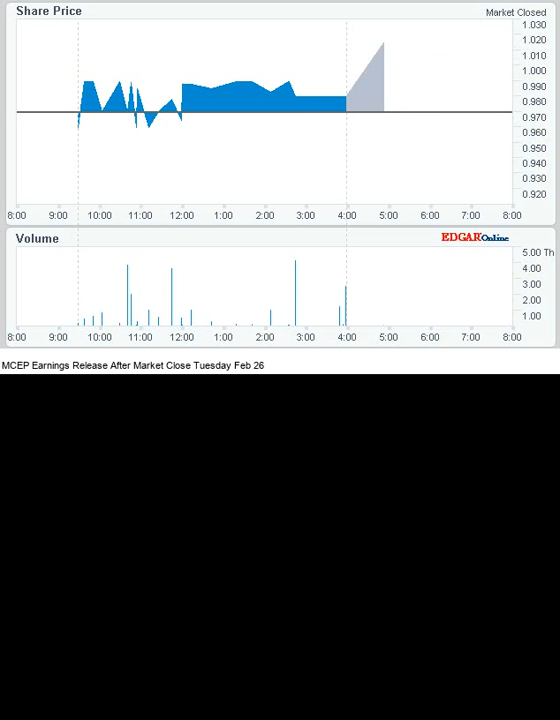 Share Price
Market Closed
1.030
1.020
1.010
1.000
0.990
0.980
0.970
0.960
0.950
0.940
0.930
0.920
8:00 9:00 10:00 11:00 12:00 1:00 2:00 3:00 4:00 5:00 6:00 7:00 8:00
Volume
EDGAR Online
5.00 Th
4.00
3.00
2.00
1.00
8:00 9:00 10:00 11:00 12:00 1:00 2:00 3:00 4:00 5:00 6:00 7:00 8:00
MCEP Earnings Release After Market Close Tuesday Feb 26